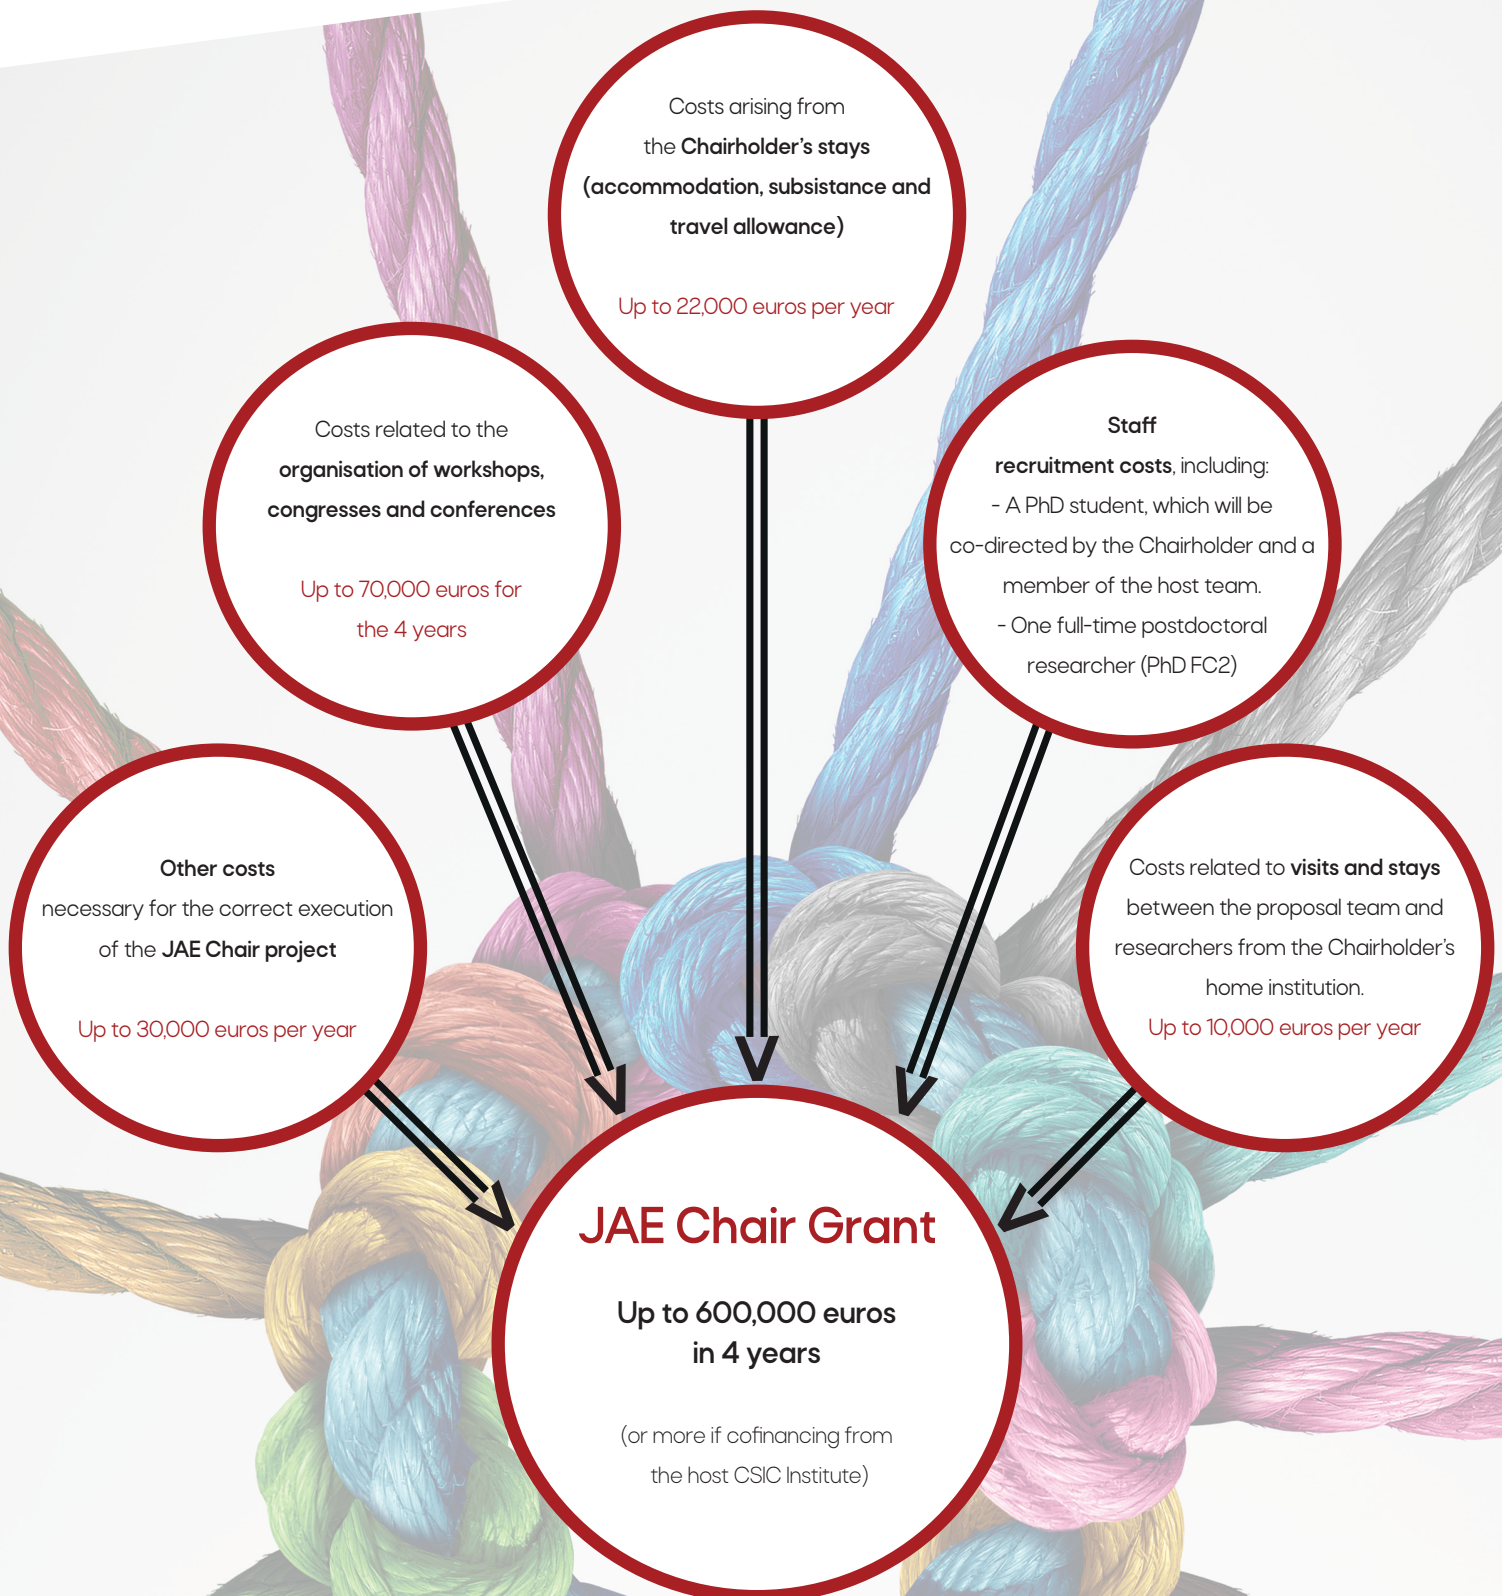 Costs arising from
the Chairholder's stays
(accommodation, subsistance and
travel allowance)
Up to 22,000 euros per year
Costs related to the
organisation of workshops,
congresses and conferences
Up to 70,000 euros for
the 4 years
Staff
recruitment costs, including:
- A PhD student, which will be
co-directed by the Chairholder and a
member of the host team.
- One full-time postdoctoral
researcher (PhD FC2)
Other costs
necessary for the correct execution
of the JAE Chair project
Up to 30,000 euros per year
Costs related to visits and stays
between the proposal team and
researchers from the Chairholder's
home institution.
Up to 10,000 euros per year
JAE Chair Grant
Up to 600,000 euros
in 4 years
(or more if cofinancing from
the host CSIC Institute)